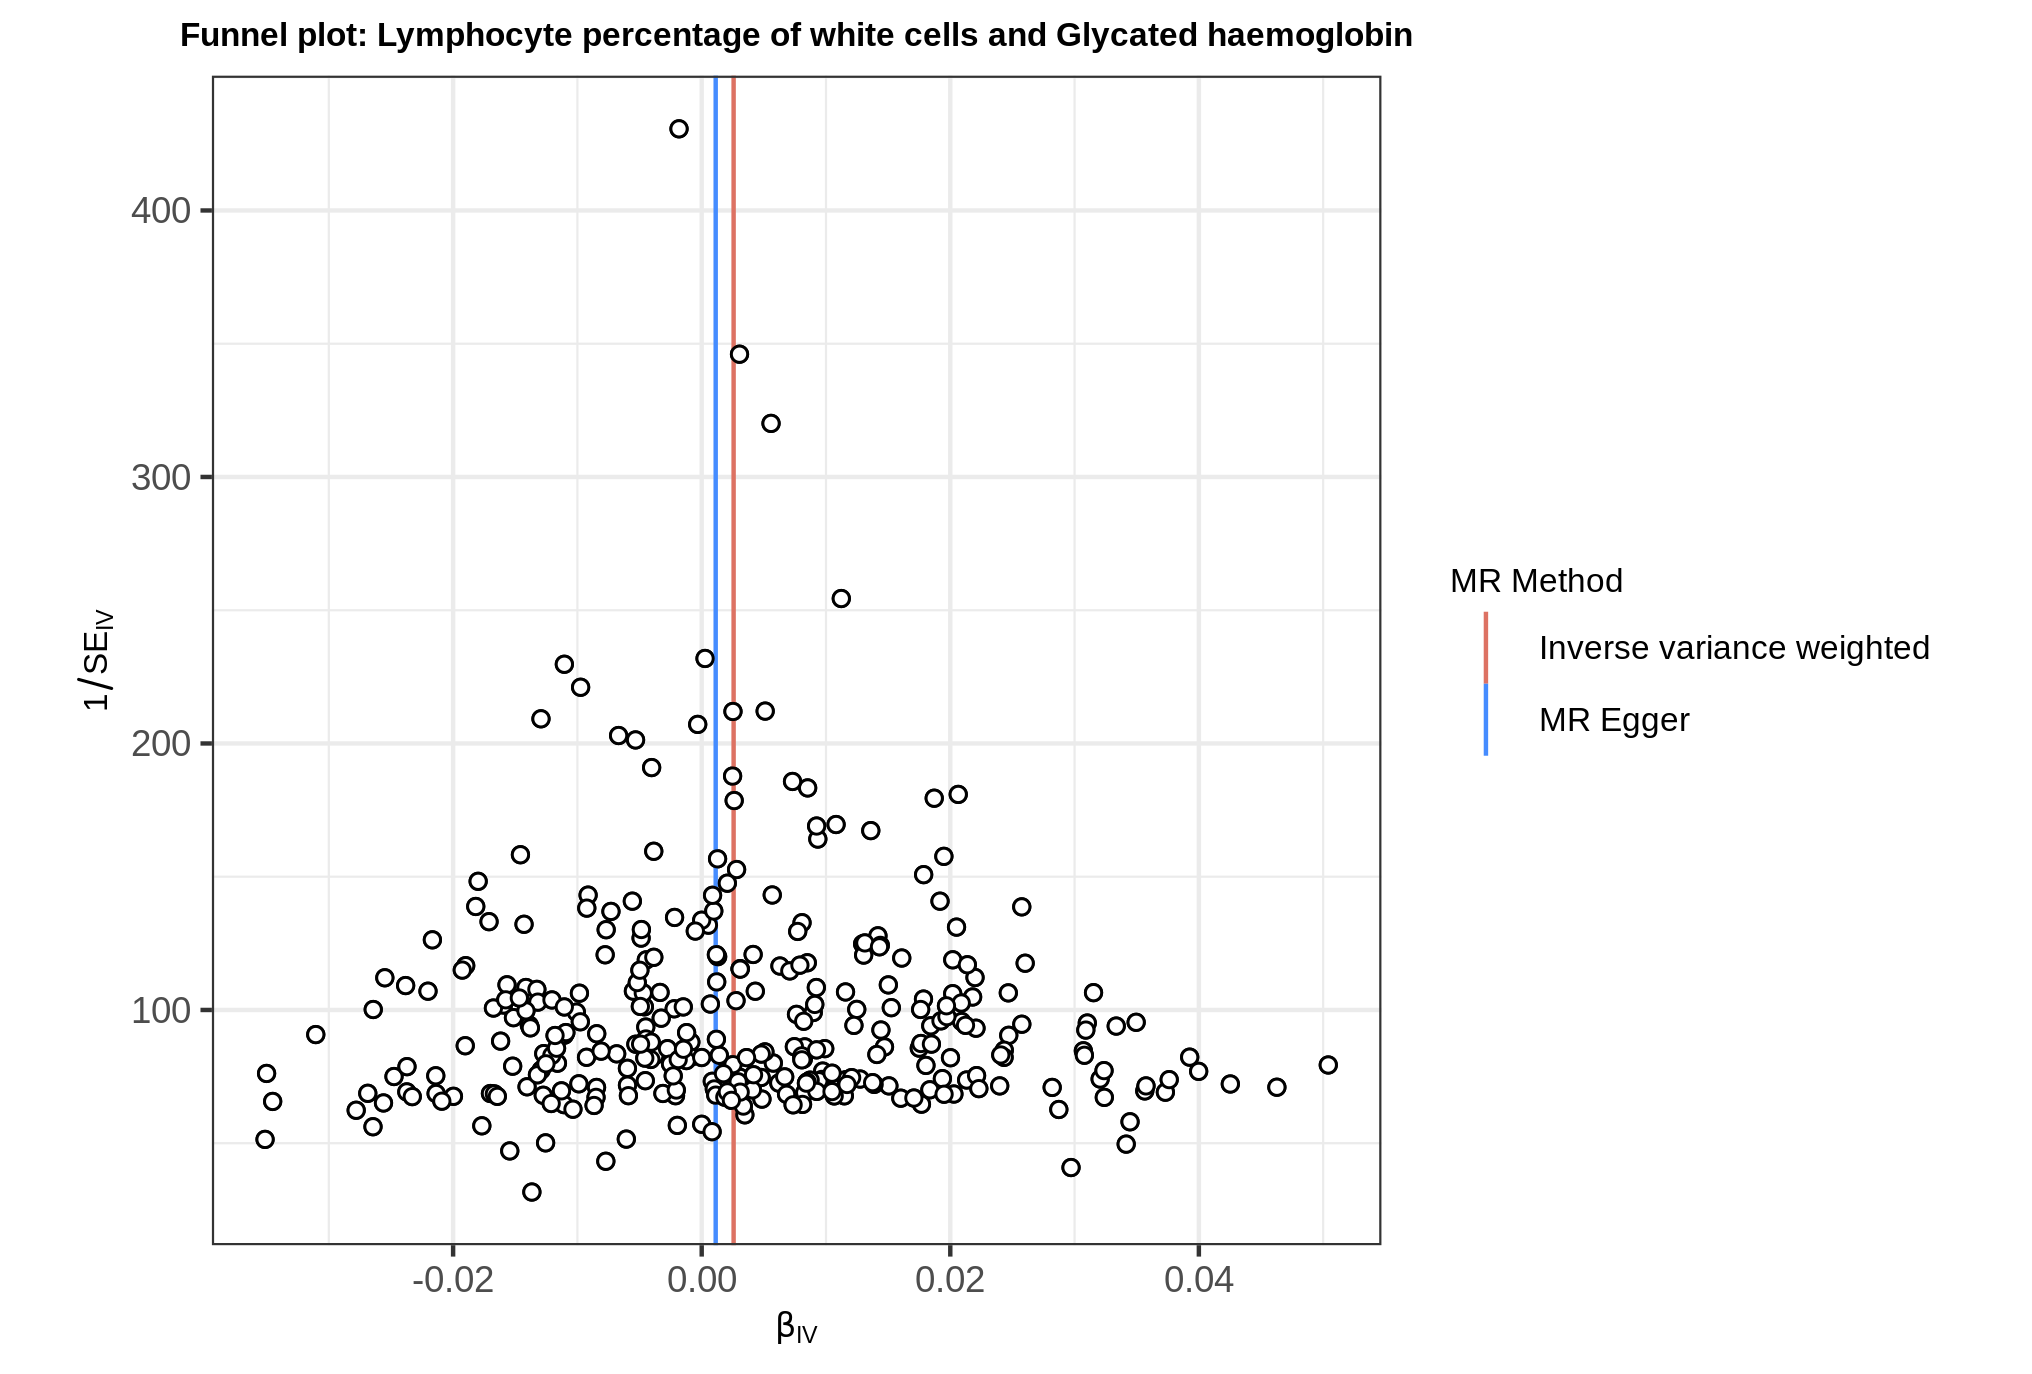 Funnel plot: Lymphocyte percentage of white cells and Glycated haemoglobin
400
300
200
100
1/SE_IV
-0.02 0.00 0.02 0.04
β_IV
MR Method
Inverse variance weighted
MR Egger